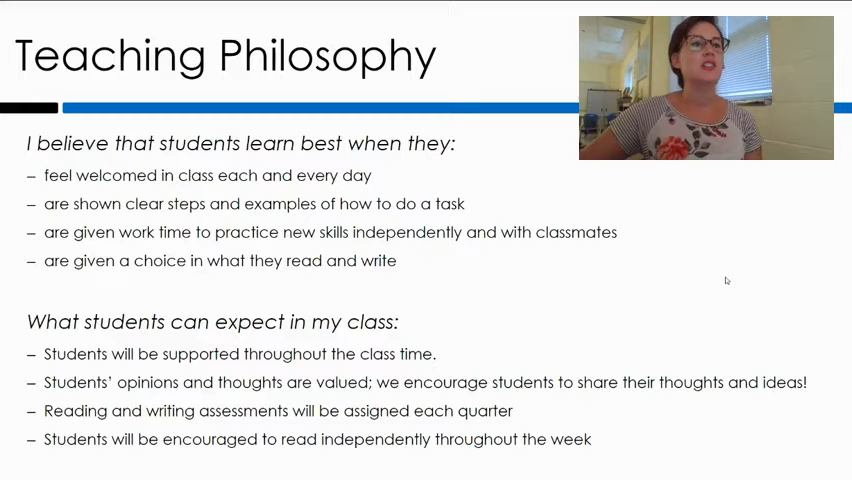 Teaching Philosophy
I believe that students learn best when they:
– feel welcomed in class each and every day
– are shown clear steps and examples of how to do a task
– are given work time to practice new skills independently and with classmates
– are given a choice in what they read and write
What students can expect in my class:
– Students will be supported throughout the class time.
– Students' opinions and thoughts are valued; we encourage students to share their thoughts and ideas!
– Reading and writing assessments will be assigned each quarter
– Students will be encouraged to read independently throughout the week